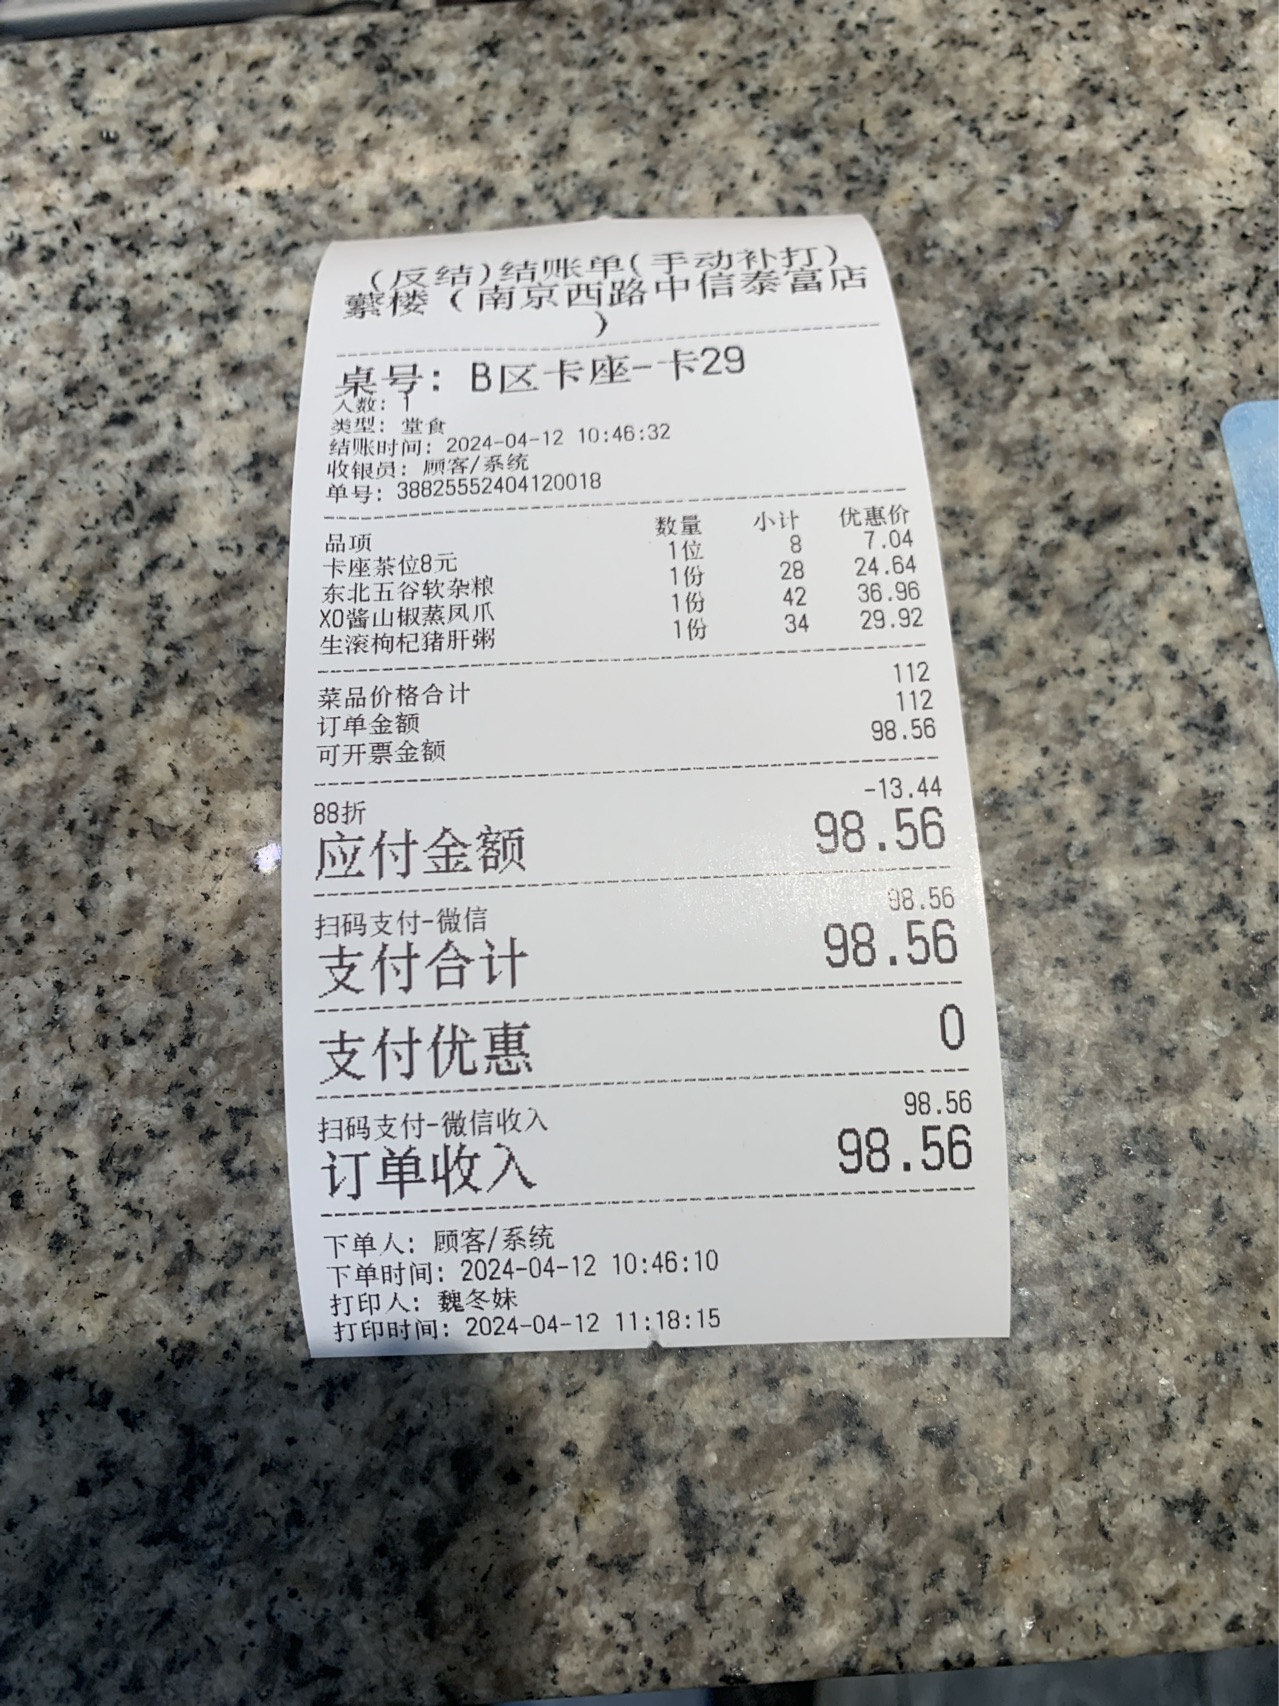 (反结)结账单(手动补打)
蘩楼(南京西路中信泰富店
)
桌号: B区卡座-卡29
人数: 1
类型: 堂食
结账时间: 2024-04-12 10:46:32
收银员: 顾客/系统
单号: 38825552404120018
品项 数量 小计 优惠价
卡座茶位8元 1位 8 7.04
东北五谷软杂粮 1份 28 24.64
XO酱山椒蒸凤爪 1份 42 36.96
生滚枸杞猪肝粥 1份 34 29.92
菜品价格合计 112
订单金额 112
可开票金额 98.56
88折 -13.44
应付金额 98.56
扫码支付-微信 98.56
支付合计 98.56
支付优惠 0
扫码支付-微信收入 98.56
订单收入 98.56
下单人: 顾客/系统
下单时间: 2024-04-12 10:46:10
打印人: 魏冬妹
打印时间: 2024-04-12 11:18:15